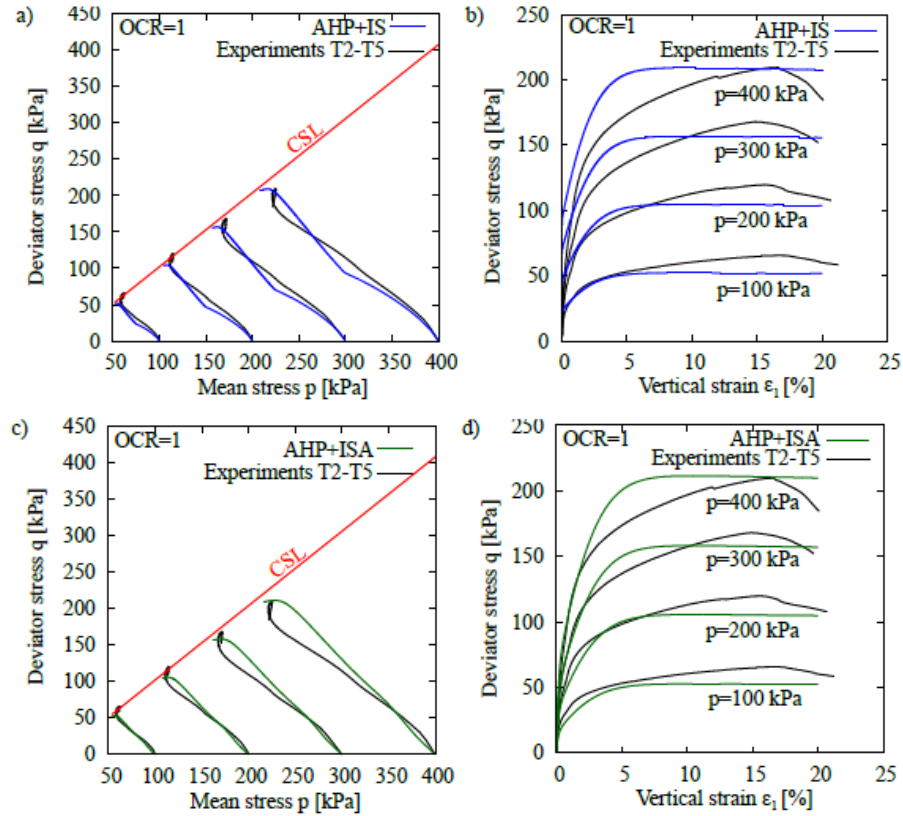 a)
OCR=1
AHP+IS
Experiments T2-T5
CSL
450
400
350
300
250
200
150
100
50
0
50 100 150 200 250 300 350 400
Deviator stress q [kPa]
Mean stress p [kPa]
b)
OCR=1
AHP+IS
Experiments T2-T5
p=400 kPa
p=300 kPa
p=200 kPa
p=100 kPa
250
200
150
100
50
0
0 5 10 15 20 25
Deviator stress q [kPa]
Vertical strain ε1 [%]
c)
OCR=1
AHP+ISA
Experiments T2-T5
CSL
450
400
350
300
250
200
150
100
50
0
50 100 150 200 250 300 350 400
Deviator stress q [kPa]
Mean stress p [kPa]
d)
OCR=1
AHP+ISA
Experiments T2-T5
p=400 kPa
p=300 kPa
p=200 kPa
p=100 kPa
250
200
150
100
50
0
0 5 10 15 20 25
Deviator stress q [kPa]
Vertical strain ε1 [%]